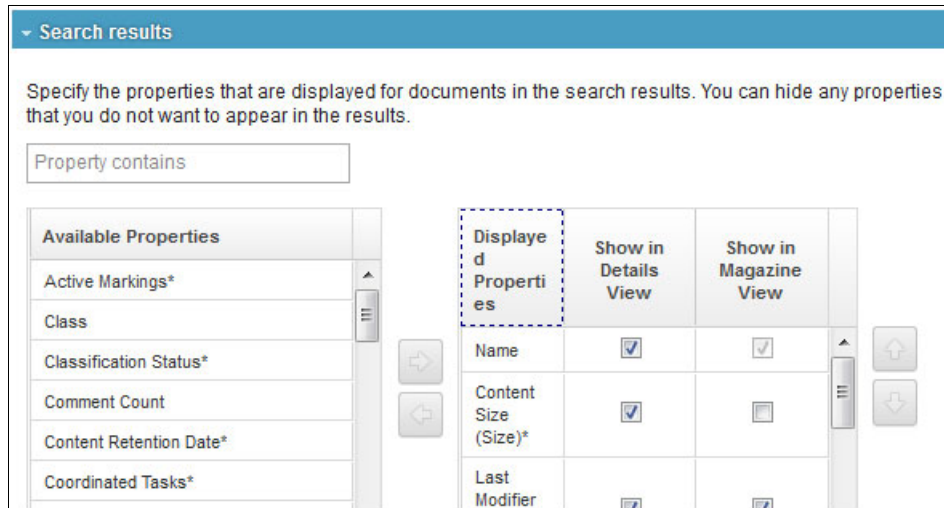 Search results
Specify the properties that are displayed for documents in the search results. You can hide any properties
that you do not want to appear in the results.
Property contains
Available Properties
Active Markings*
Class
Classification Status*
Comment Count
Content Retention Date*
Coordinated Tasks*
Displaye
d
Properti
es
Show in
Details
View
Show in
Magazine
View
Name
Content
Size
(Size)*
Last
Modifier